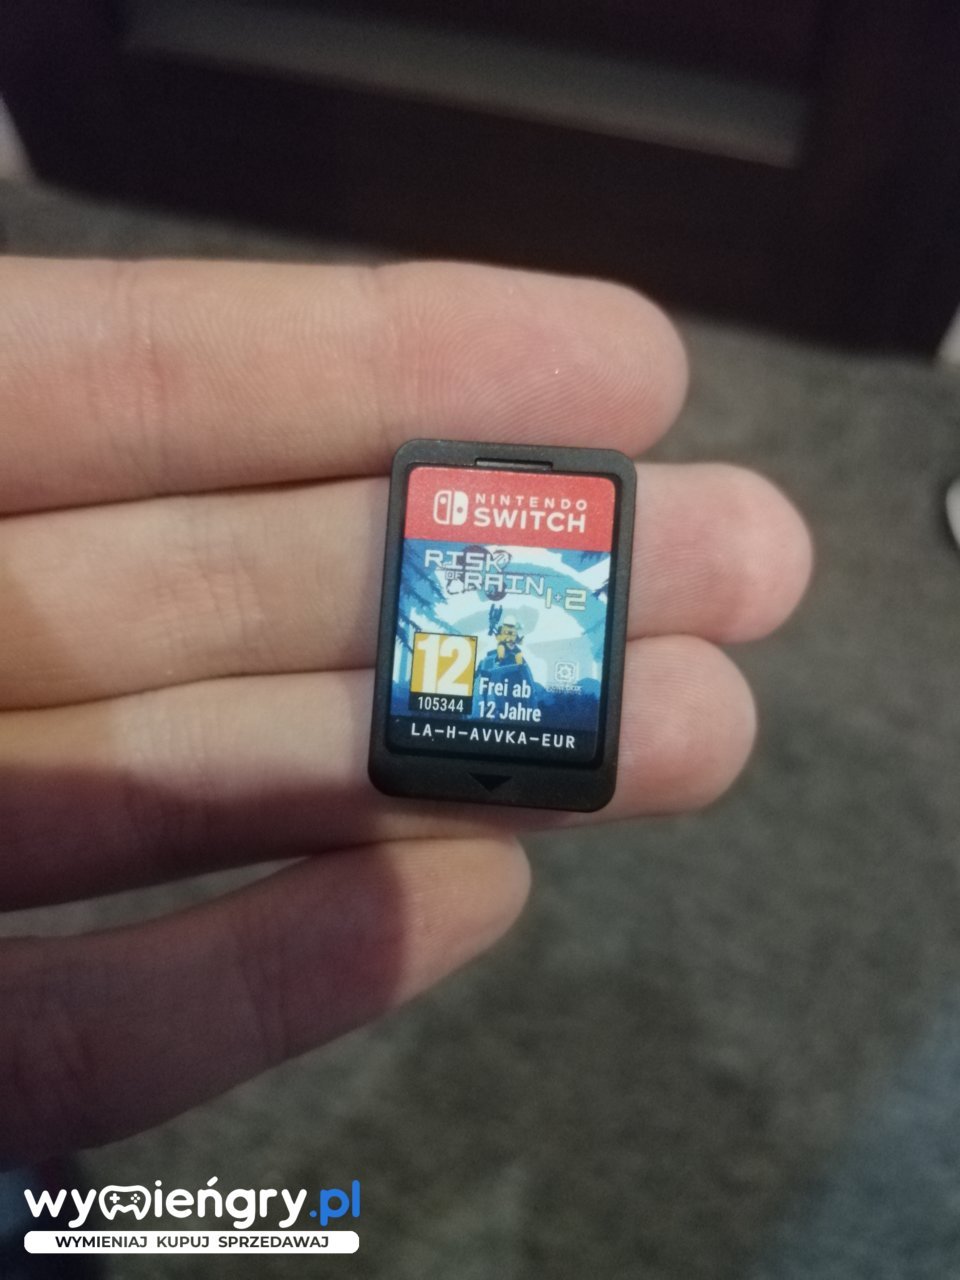 NINTENDO
SWITCH
RISK
OF RAIN 1+2
12
105344
Frei ab
12 Jahre
LA-H-AVVKA-EUR
wymieńgry.pl
WYMIENIAJ KUPUJ SPRZEDAWAJ